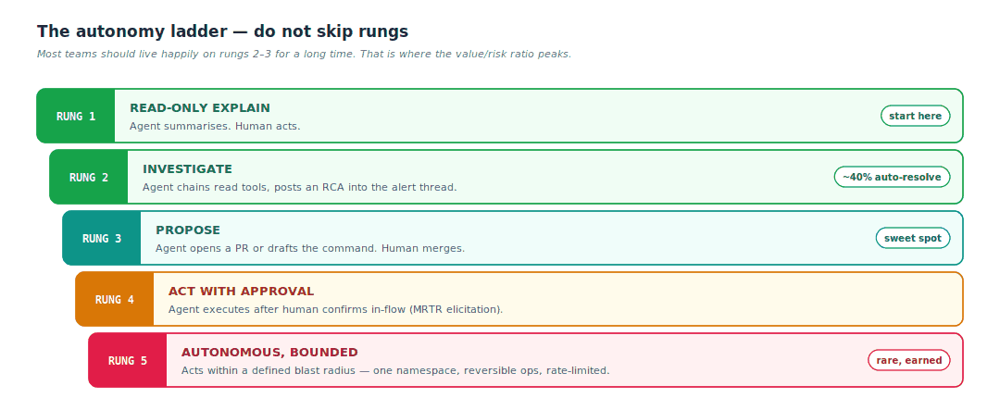 The autonomy ladder — do not skip rungs
Most teams should live happily on rungs 2–3 for a long time. That is where the value/risk ratio peaks.
RUNG 1
READ-ONLY EXPLAIN
Agent summarises. Human acts.
start here
RUNG 2
INVESTIGATE
Agent chains read tools, posts an RCA into the alert thread.
~40% auto-resolve
RUNG 3
PROPOSE
Agent opens a PR or drafts the command. Human merges.
sweet spot
RUNG 4
ACT WITH APPROVAL
Agent executes after human confirms in-flow (MRTR elicitation).
RUNG 5
AUTONOMOUS, BOUNDED
Acts within a defined blast radius — one namespace, reversible ops, rate-limited.
rare, earned